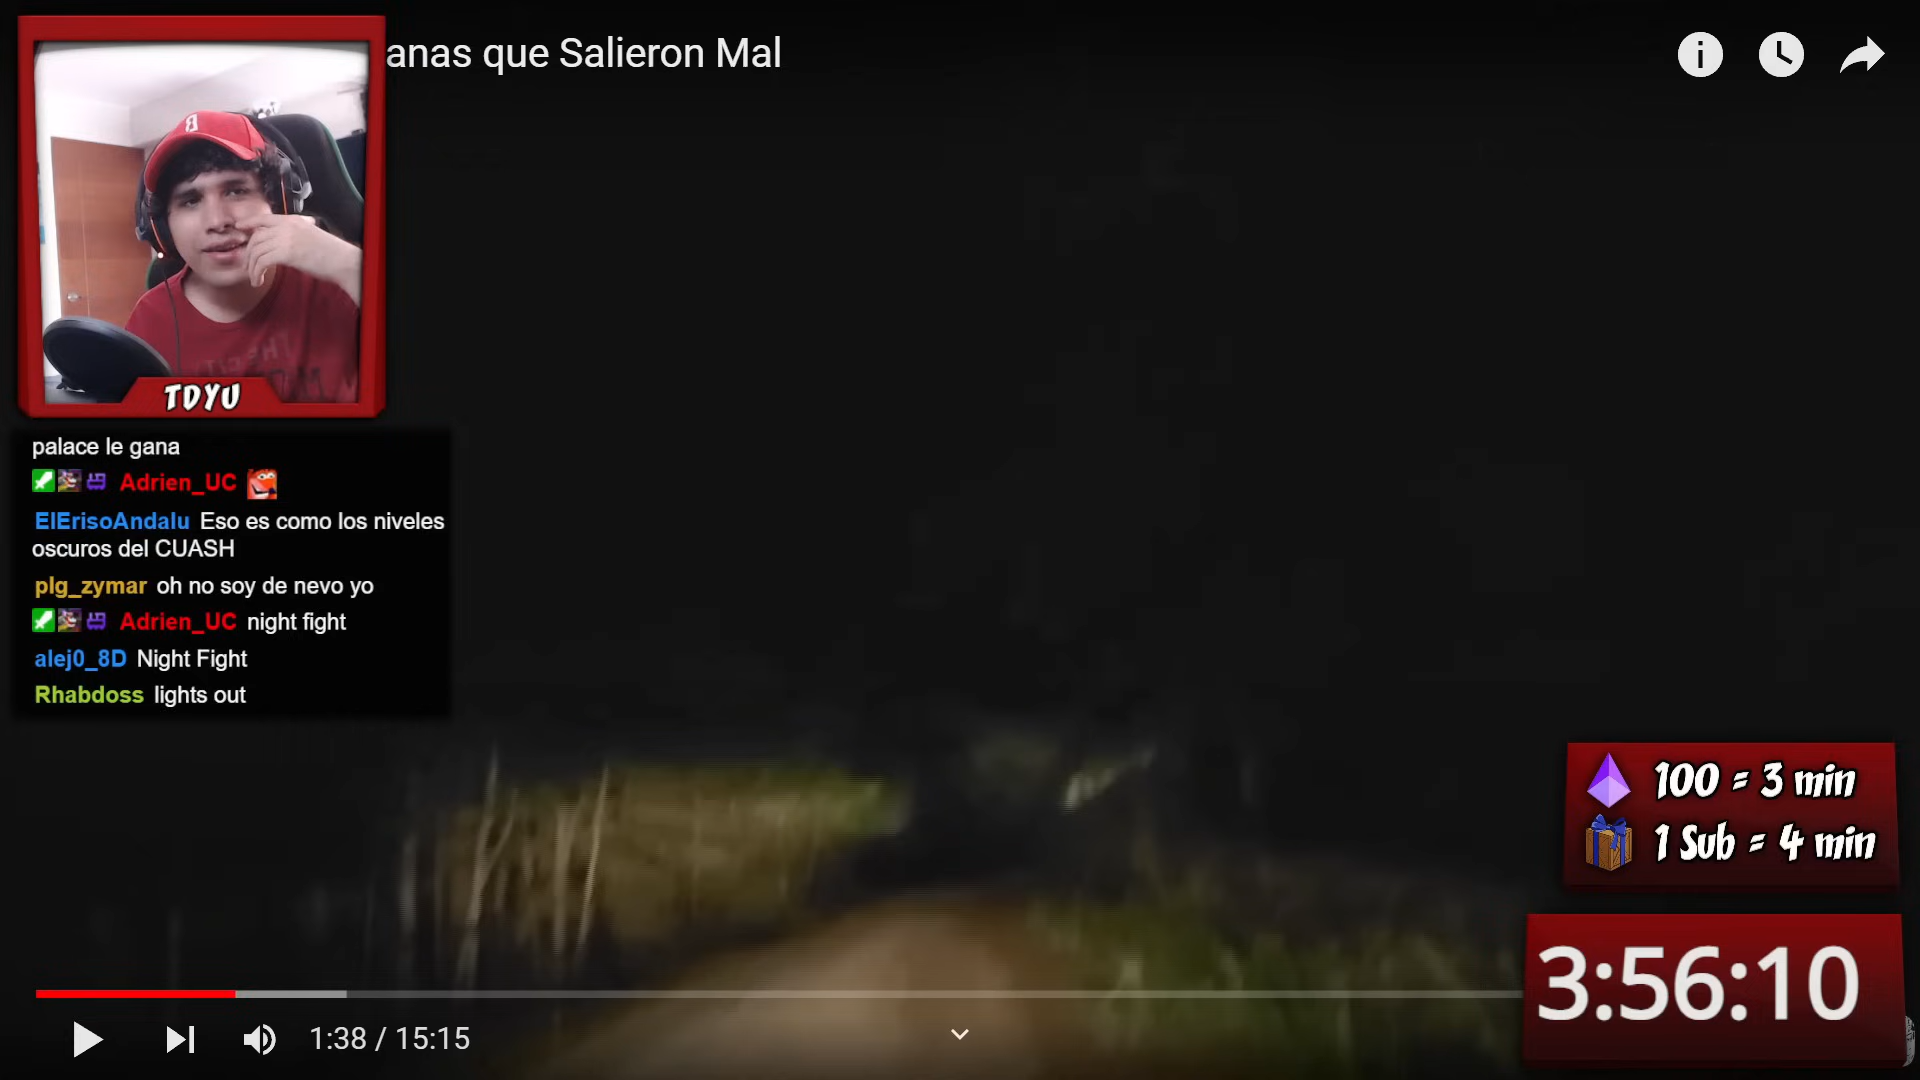 anas que Salieron Mal
TDYU
palace le gana
Adrien_UC
ElErisoAndalu Eso es como los niveles
oscuros del CUASH
plg_zymar oh no soy de nevo yo
Adrien_UC night fight
alej0_8D Night Fight
Rhabdoss lights out
100 = 3 min
1 Sub = 4 min
3:56:10
1:38 / 15:15